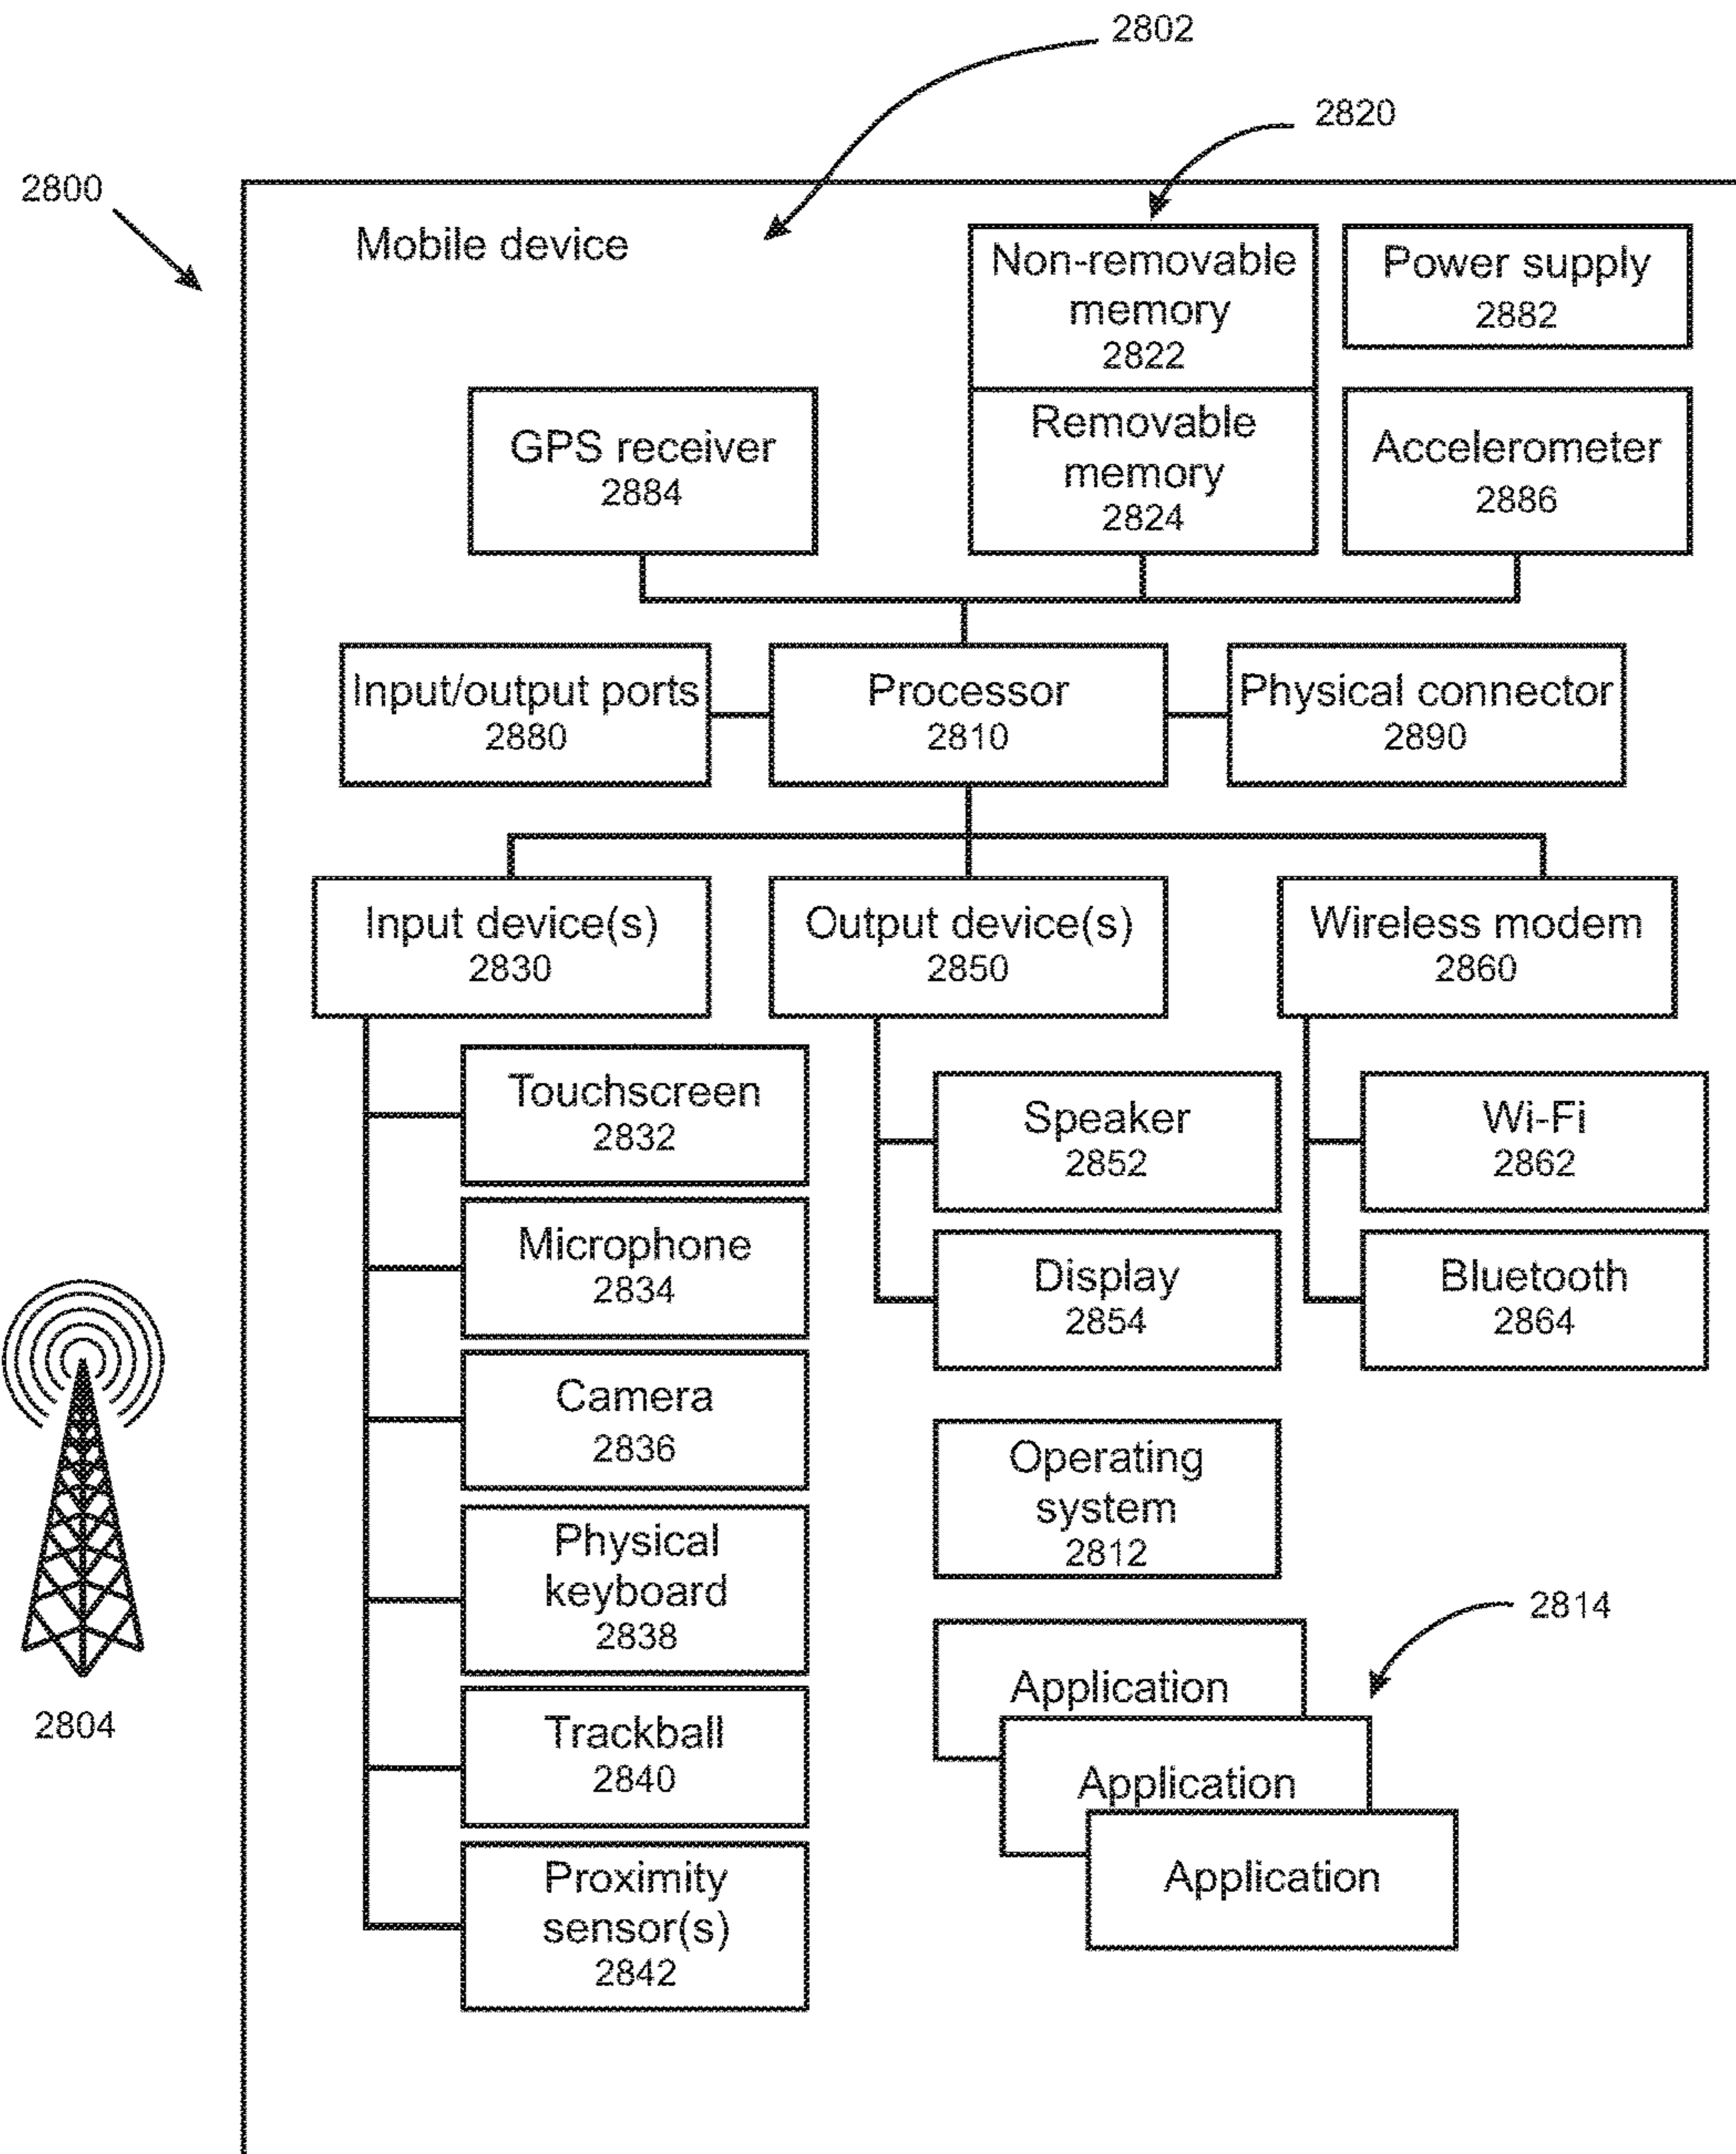 2802
2820
2800
Mobile device
Non-removable
memory
2822
Power supply
2882
GPS receiver
2884
Removable
memory
2824
Accelerometer
2886
Input/output ports
2880
Processor
2810
Physical connector
2890
Input device(s)
2830
Output device(s)
2850
Wireless modem
2860
Touchscreen
2832
Speaker
2852
Wi-Fi
2862
Microphone
2834
Display
2854
Bluetooth
2864
Camera
2836
Operating
system
2812
Physical
keyboard
2838
2814
Application
Application
Application
2804
Trackball
2840
Proximity
sensor(s)
2842